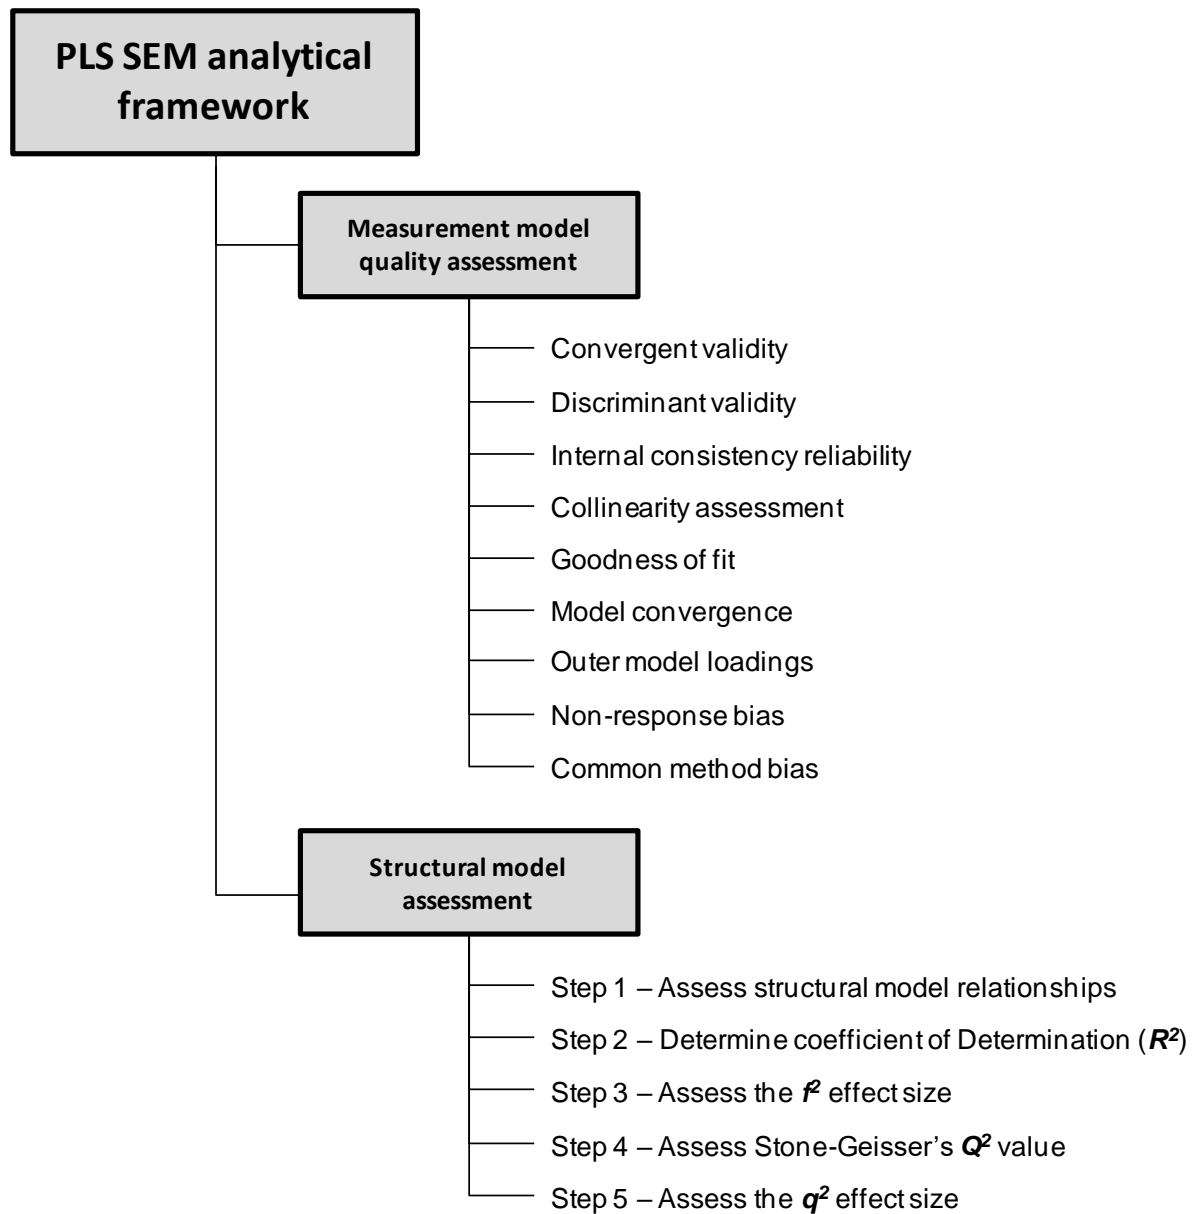 PLS SEM analytical
framework
Measurement model
quality assessment
Convergent validity
Discriminant validity
Internal consistency reliability
Collinearity assessment
Goodness of fit
Model convergence
Outer model loadings
Non-response bias
Common method bias
Structural model
assessment
Step 1 – Assess structural model relationships
Step 2 – Determine coefficient of Determination (R²)
Step 3 – Assess the f² effect size
Step 4 – Assess Stone-Geisser’s Q² value
Step 5 – Assess the q² effect size